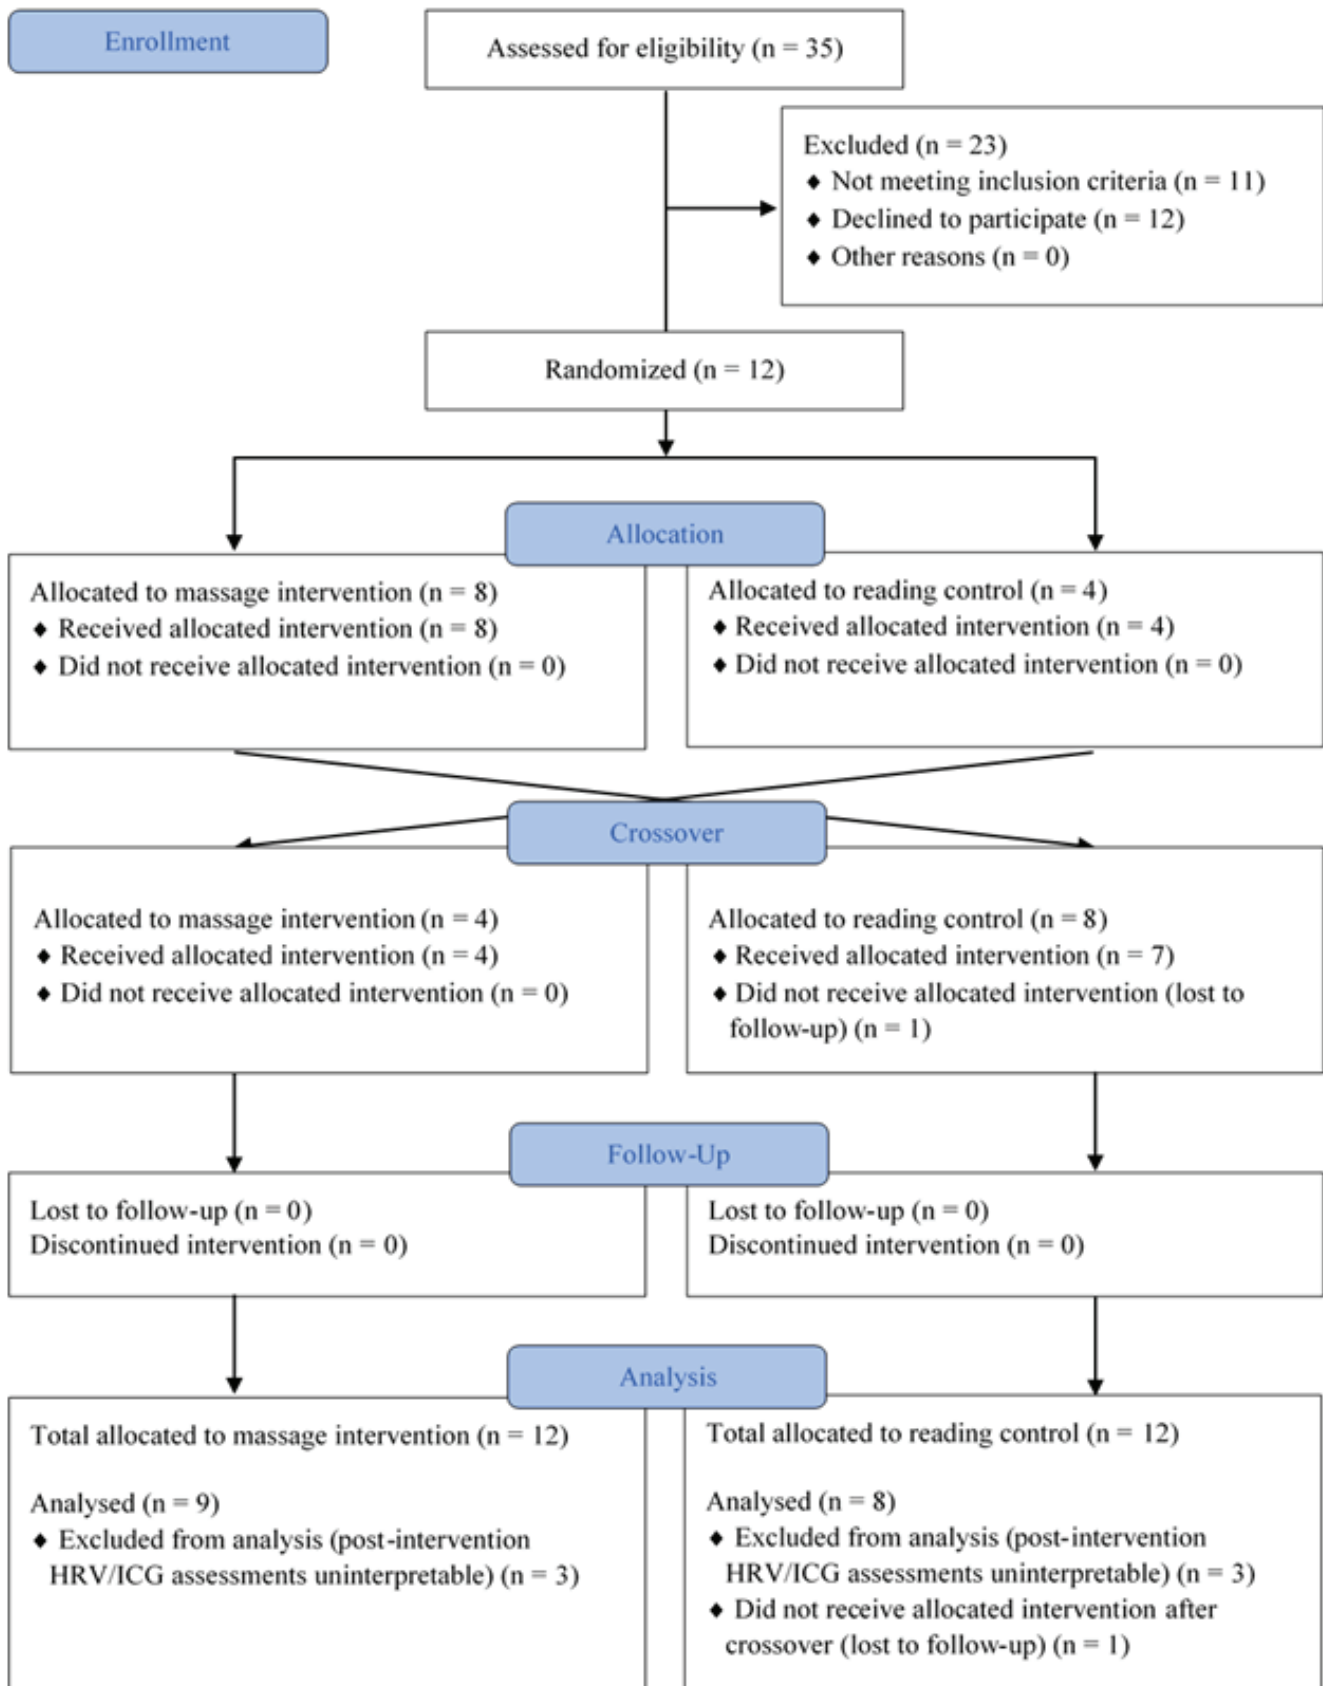 Enrollment
Assessed for eligibility (n = 35)
Excluded (n = 23)
♦ Not meeting inclusion criteria (n = 11)
♦ Declined to participate (n = 12)
♦ Other reasons (n = 0)
Randomized (n = 12)
Allocation
Allocated to massage intervention (n = 8)
♦ Received allocated intervention (n = 8)
♦ Did not receive allocated intervention (n = 0)
Allocated to reading control (n = 4)
♦ Received allocated intervention (n = 4)
♦ Did not receive allocated intervention (n = 0)
Crossover
Allocated to massage intervention (n = 4)
♦ Received allocated intervention (n = 4)
♦ Did not receive allocated intervention (n = 0)
Allocated to reading control (n = 8)
♦ Received allocated intervention (n = 7)
♦ Did not receive allocated intervention (lost to
follow-up) (n = 1)
Follow-Up
Lost to follow-up (n = 0)
Discontinued intervention (n = 0)
Lost to follow-up (n = 0)
Discontinued intervention (n = 0)
Analysis
Total allocated to massage intervention (n = 12)
Analysed (n = 9)
♦ Excluded from analysis (post-intervention
HRV/ICG assessments uninterpretable) (n = 3)
Total allocated to reading control (n = 12)
Analysed (n = 8)
♦ Excluded from analysis (post-intervention
HRV/ICG assessments uninterpretable) (n = 3)
♦ Did not receive allocated intervention after
crossover (lost to follow-up) (n = 1)